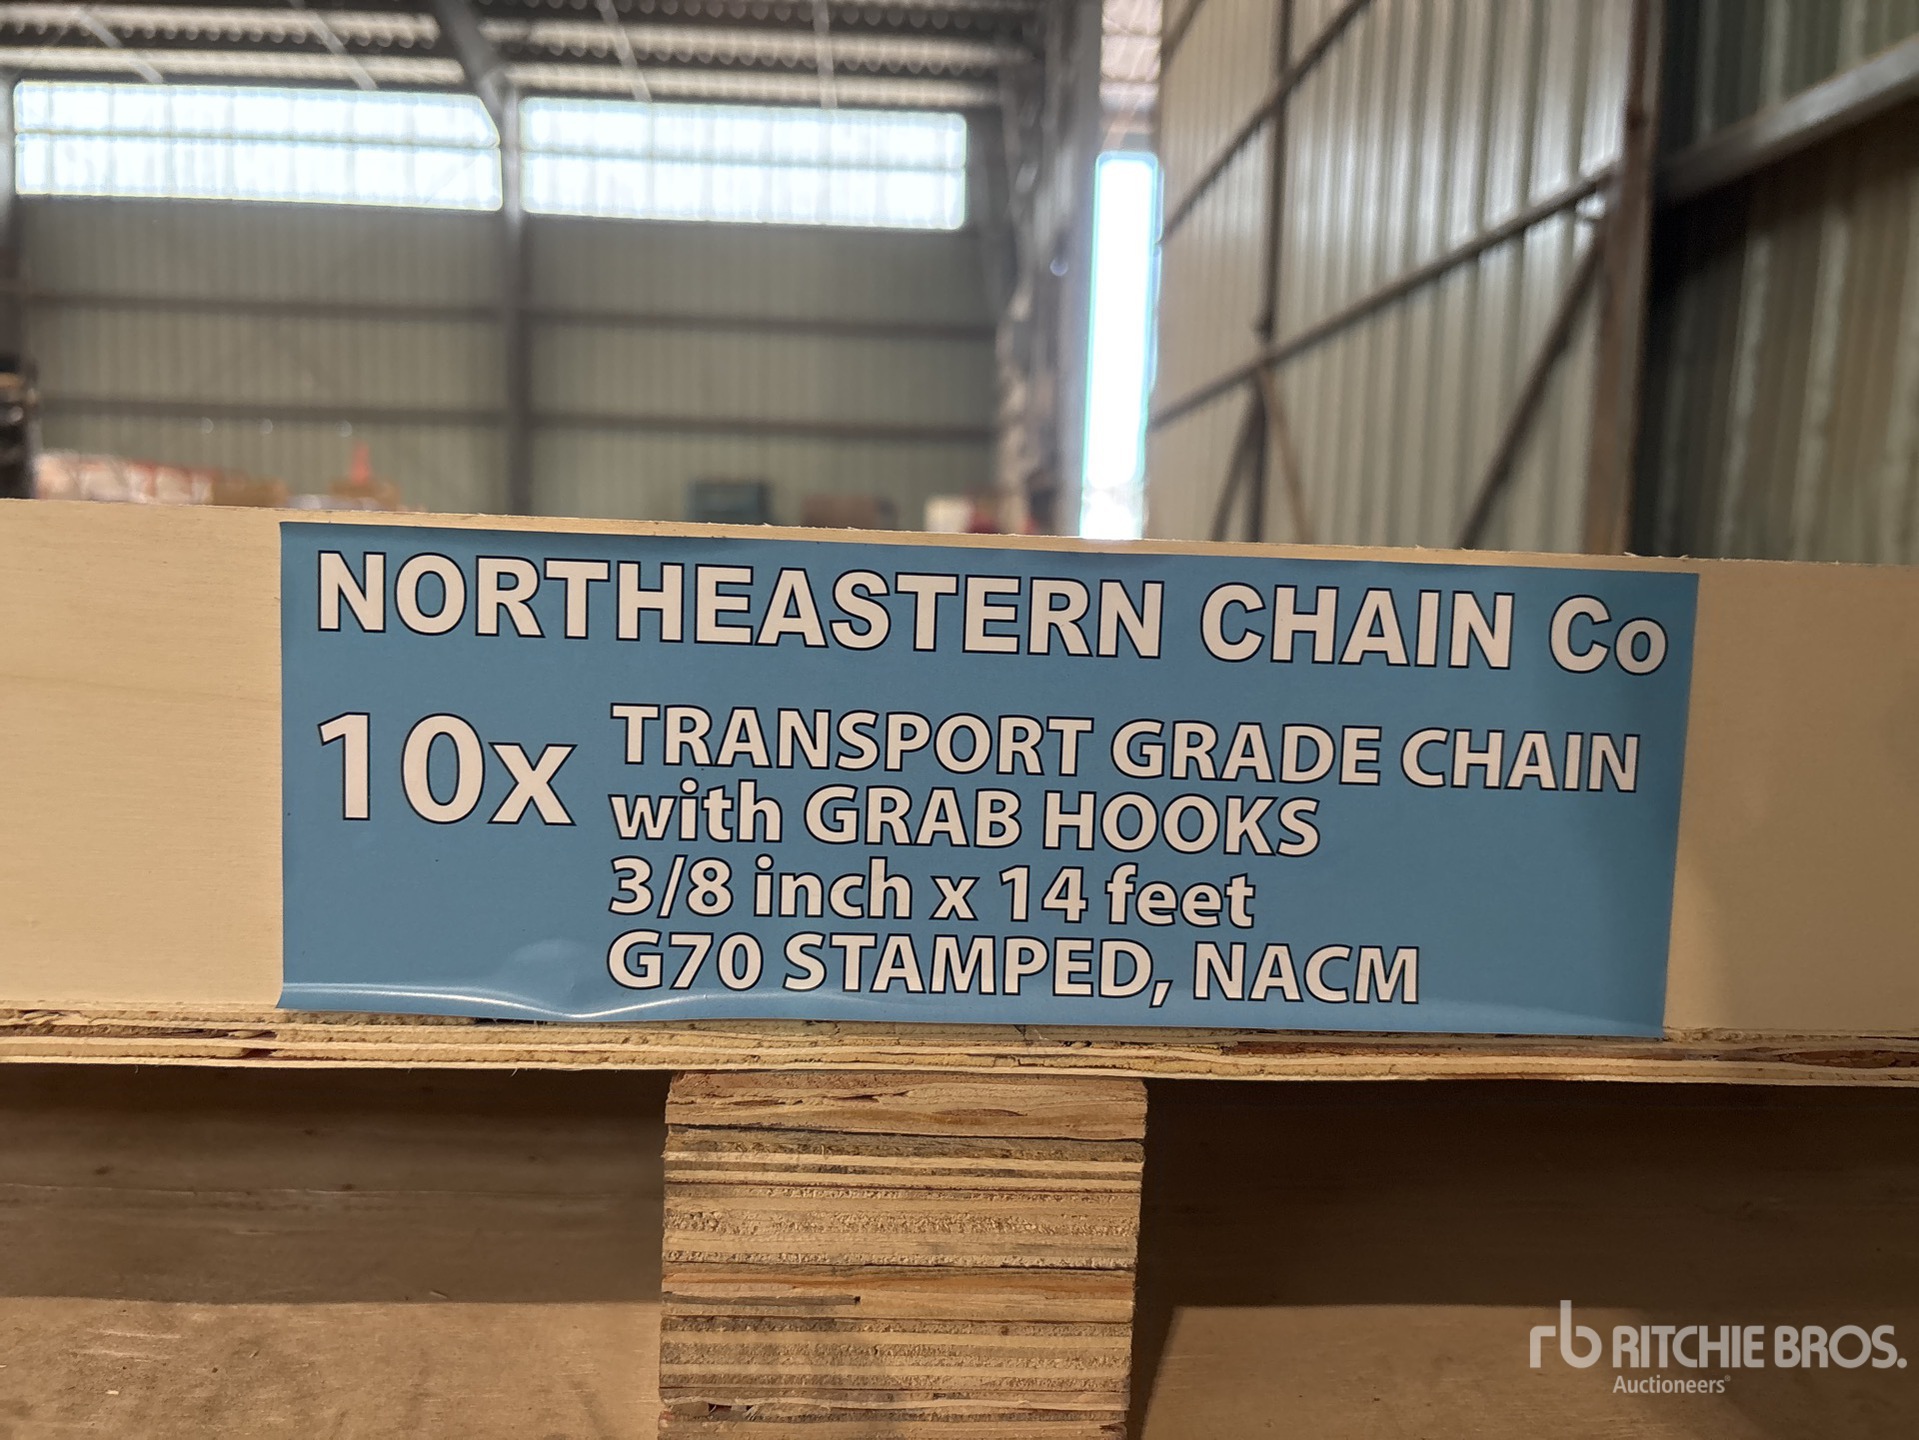 NORTHEASTERN CHAIN Co
10x TRANSPORT GRADE CHAIN
with GRAB HOOKS
3/8 inch x 14 feet
G70 STAMPED, NACM
rb RITCHIE BROS.
Auctioneers®